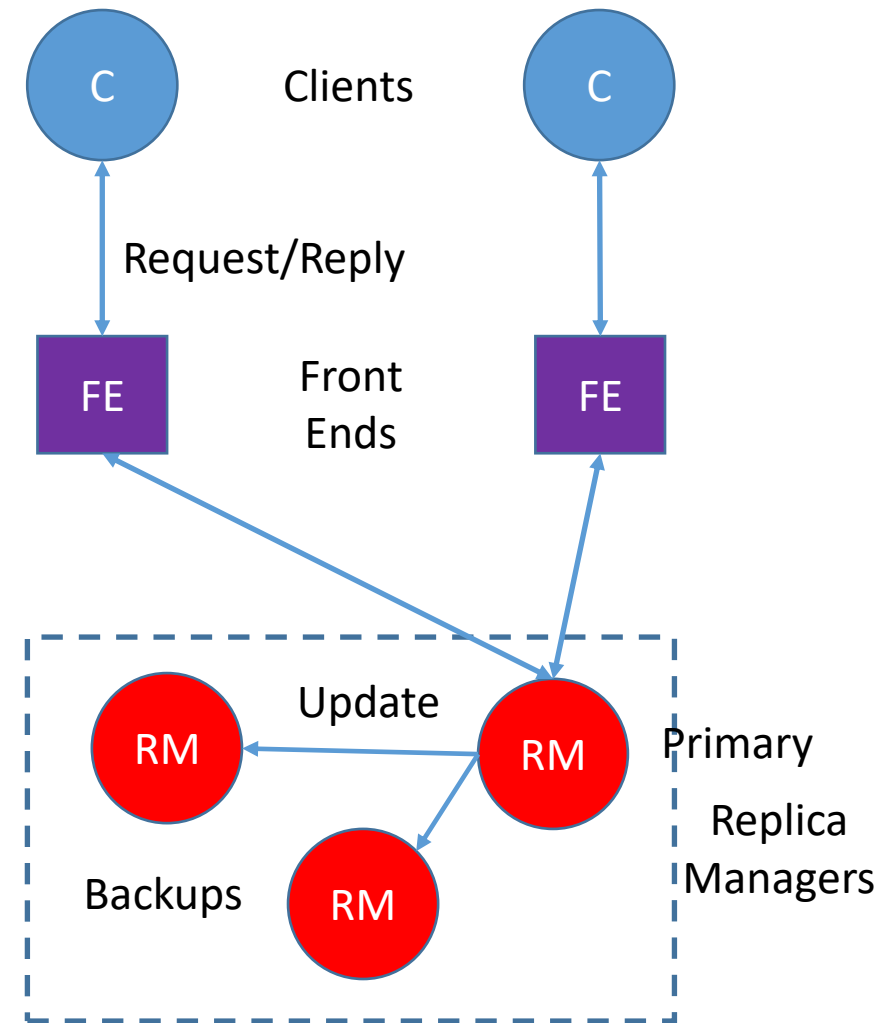 C
Clients
C
Request/Reply
FE
Front
Ends
FE
Update
RM
RM
Primary
Replica
Managers
Backups
RM